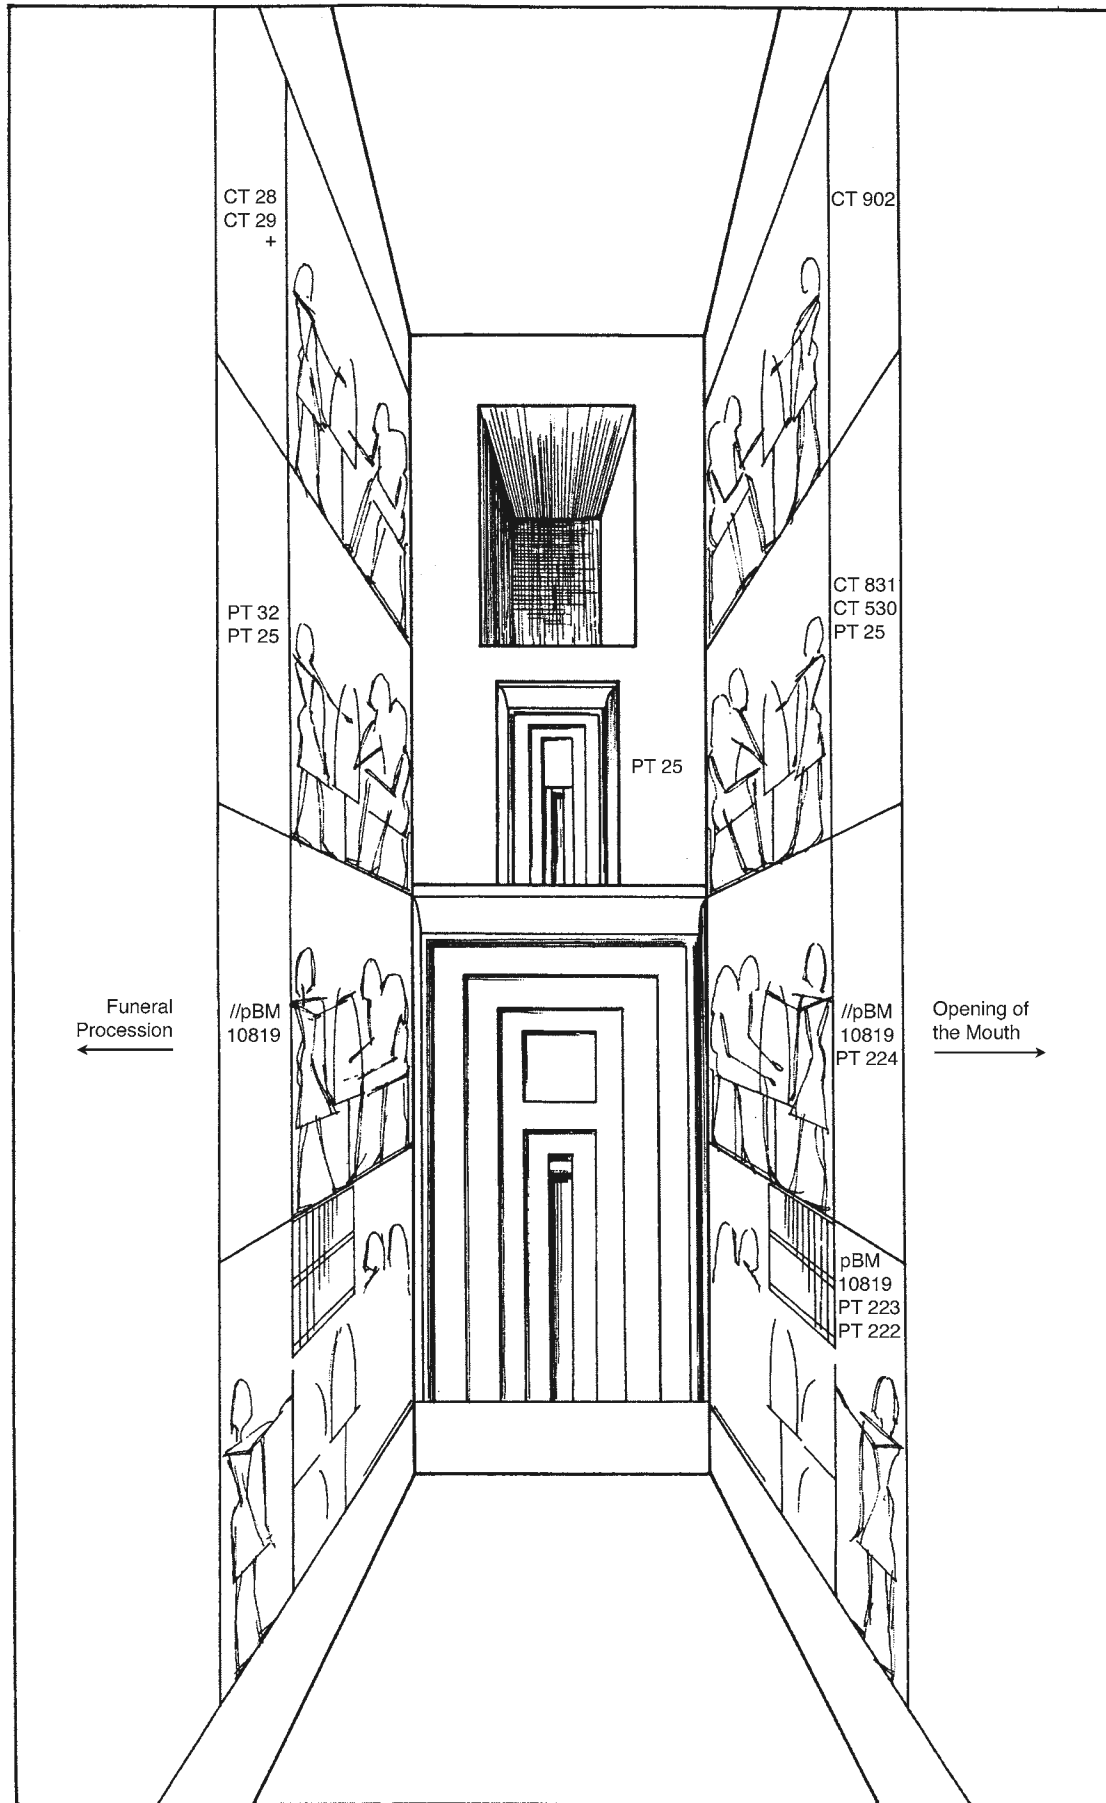 CT 28
CT 29
+
CT 902
PT 32
PT 25
CT 831
CT 530
PT 25
PT 25
Funeral
Procession
//pBM
10819
//pBM
10819
PT 224
Opening of
the Mouth
pBM
10819
PT 223
PT 222